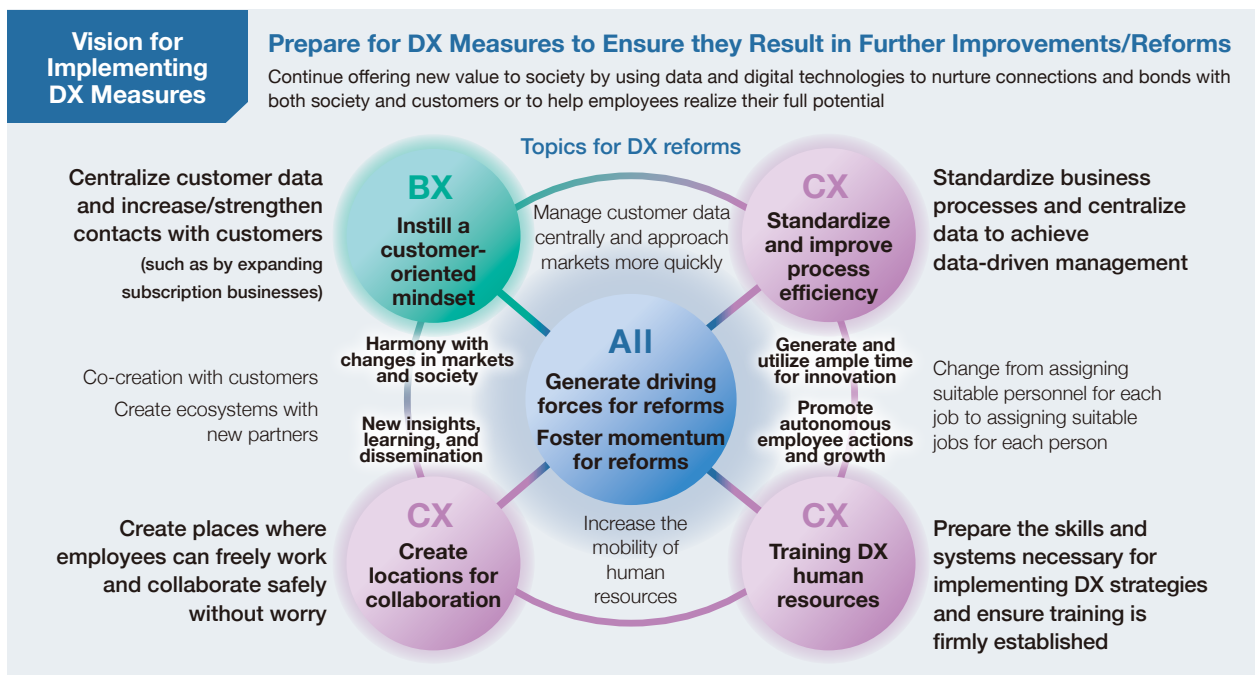 Vision for
Implementing
DX Measures
Prepare for DX Measures to Ensure they Result in Further Improvements/Reforms
Continue offering new value to society by using data and digital technologies to nurture connections and bonds with
both society and customers or to help employees realize their full potential
Topics for DX reforms
Centralize customer data
and increase/strengthen
contacts with customers
(such as by expanding
subscription businesses)
BX
Instill a
customer-
oriented
mindset
Manage customer data
centrally and approach
markets more quickly
CX
Standardize
and improve
process
efficiency
Standardize business
processes and centralize
data to achieve
data-driven management
Co-creation with customers
Create ecosystems with
new partners
Harmony with
changes in markets
and society
New insights,
learning, and
dissemination
All
Generate driving
forces for reforms
Foster momentum
for reforms
Generate and
utilize ample time
for innovation
Promote
autonomous
employee actions
and growth
Change from assigning
suitable personnel for each
job to assigning suitable
jobs for each person
Create places where
employees can freely work
and collaborate safely
without worry
CX
Create
locations for
collaboration
Increase the
mobility of
human
resources
CX
Training DX
human
resources
Prepare the skills and
systems necessary for
implementing DX strategies
and ensure training is
firmly established